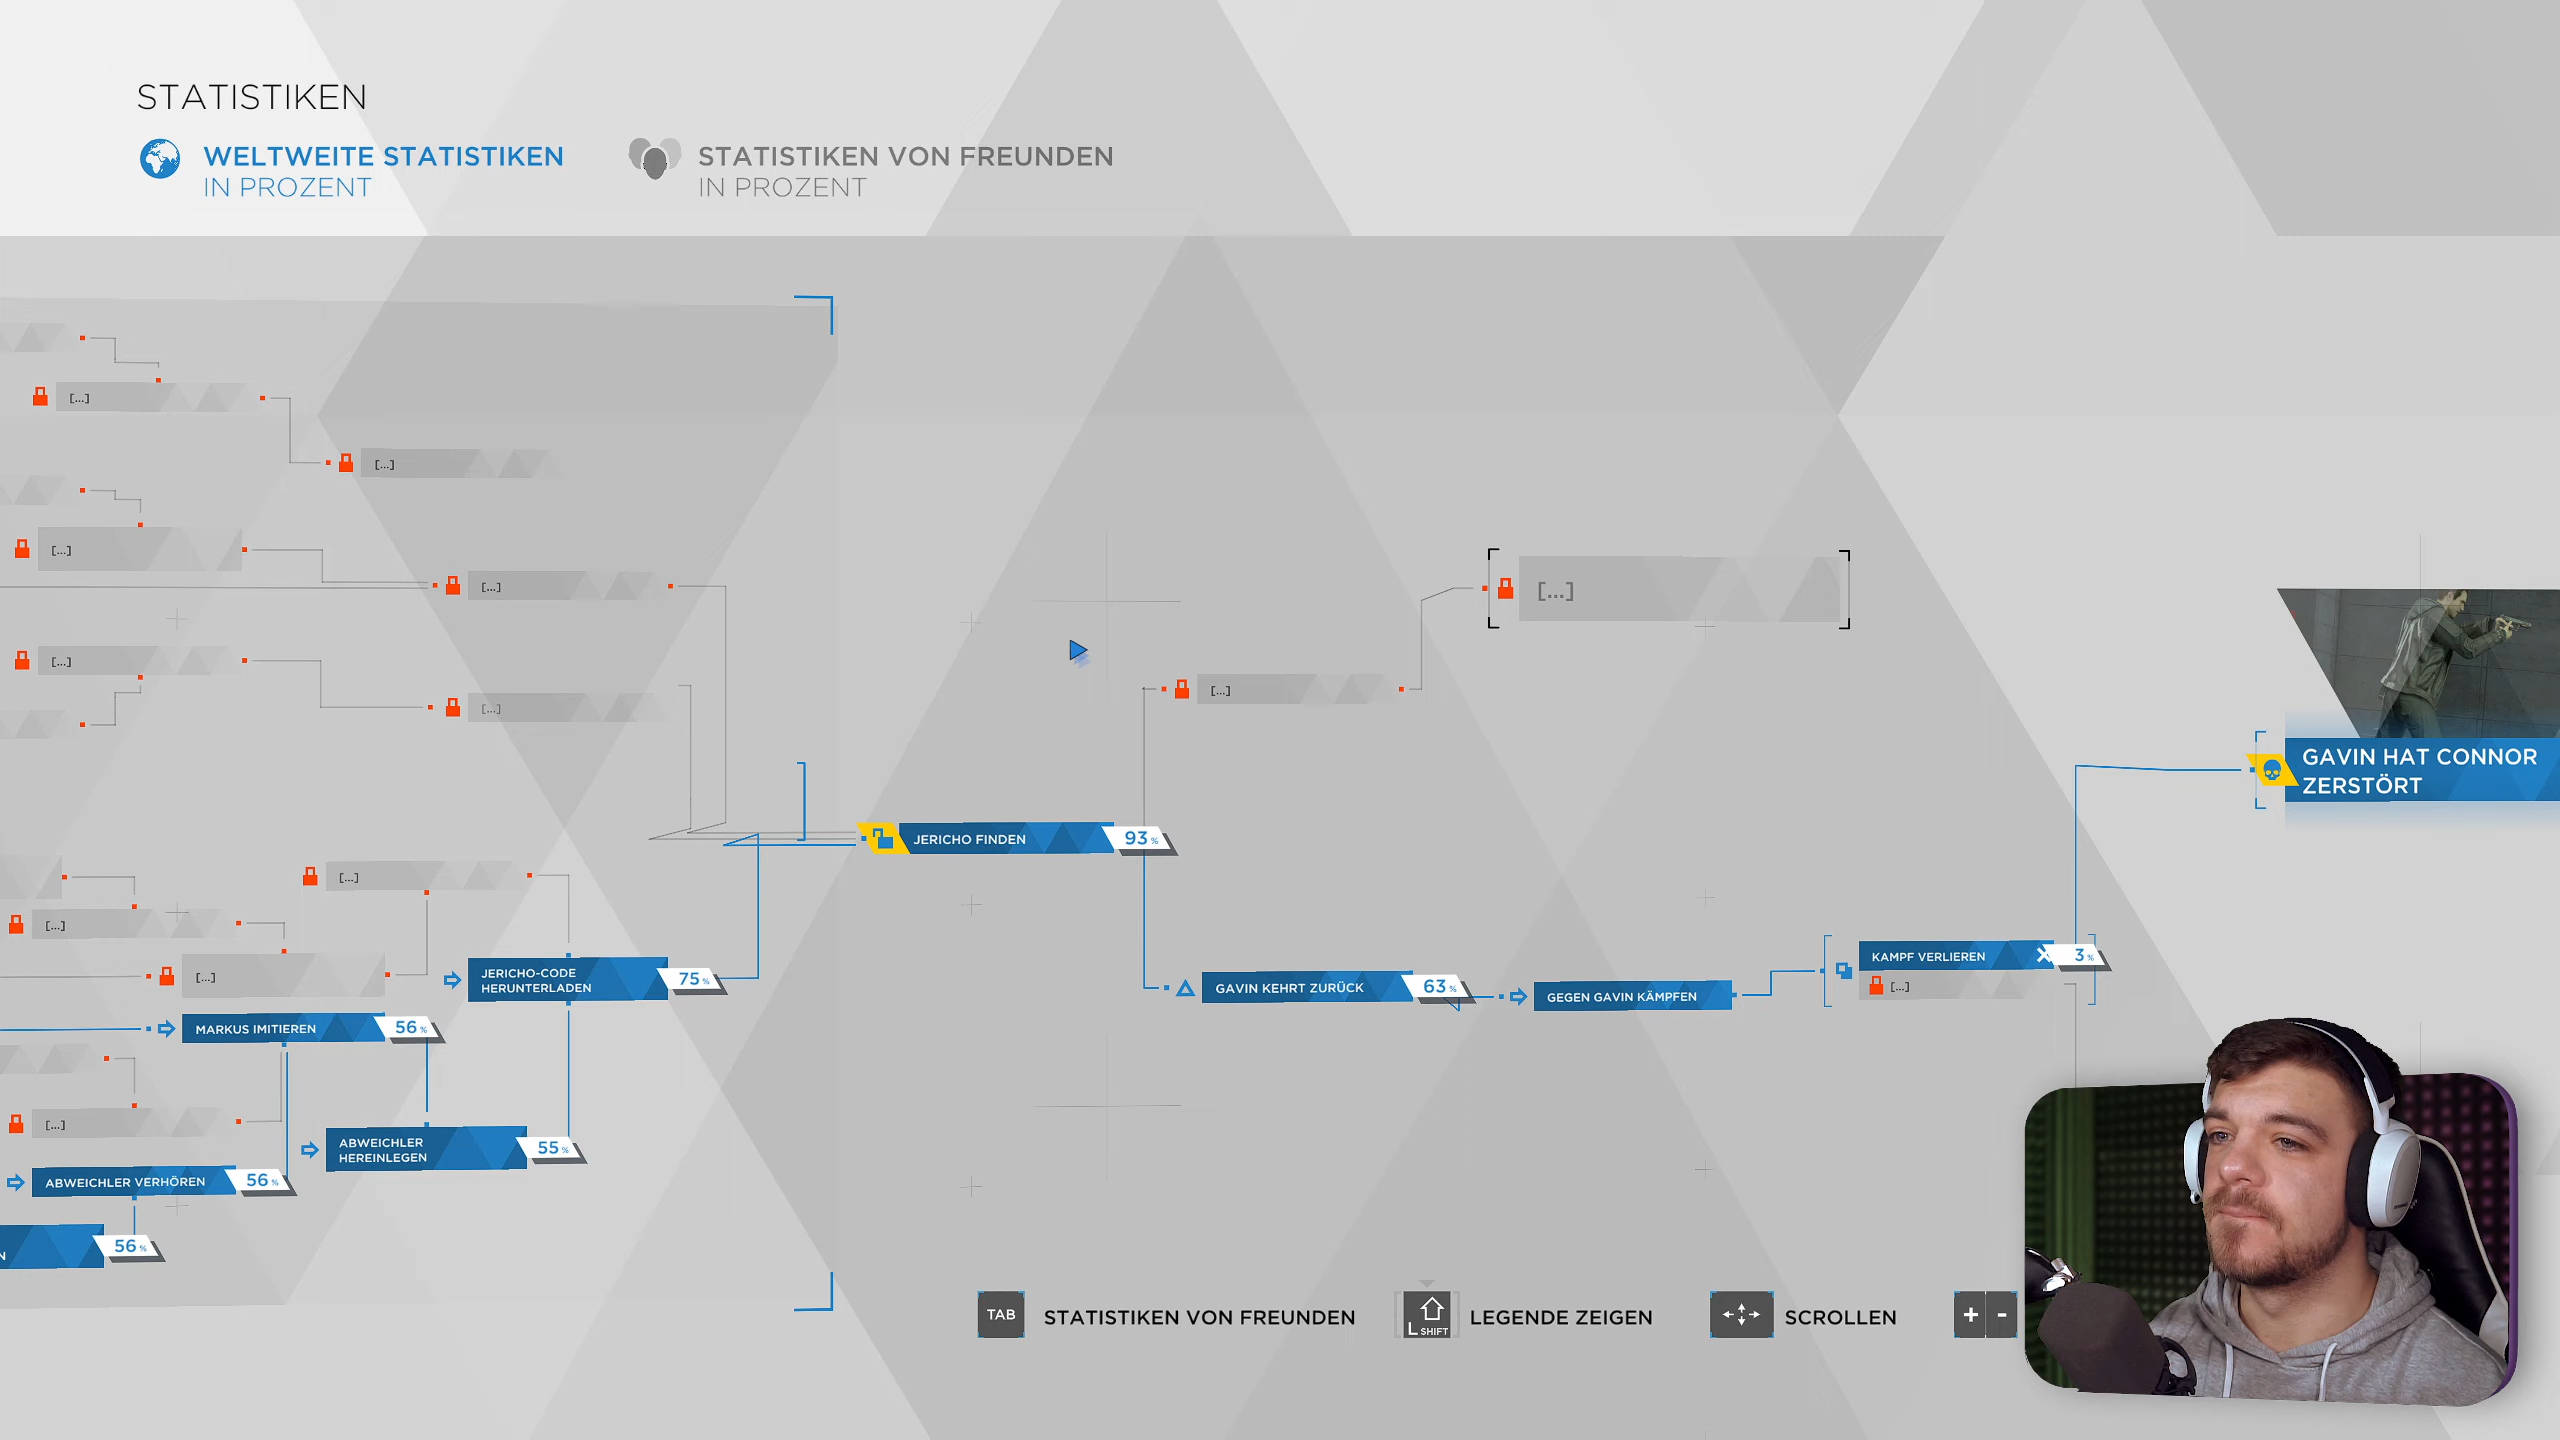 STATISTIKEN
WELTWEITE STATISTIKEN
IN PROZENT
STATISTIKEN VON FREUNDEN
IN PROZENT
[...]
[...]
[...]
[...]
[...]
[...]
[...]
[...]
GAVIN HAT CONNOR
ZERSTÖRT
JERICHO FINDEN
93 %
[...]
[...]
[...]
JERICHO-CODE
HERUNTERLADEN
75 %
GAVIN KEHRT ZURÜCK
63 %
GEGEN GAVIN KÄMPFEN
KAMPF VERLIEREN
3 %
[...]
MARKUS IMITIEREN
56 %
[...]
ABWEICHLER
HEREINLEGEN
55 %
ABWEICHLER VERHÖREN
56 %
N
56 %
TAB
STATISTIKEN VON FREUNDEN
L SHIFT
LEGENDE ZEIGEN
SCROLLEN
+ -